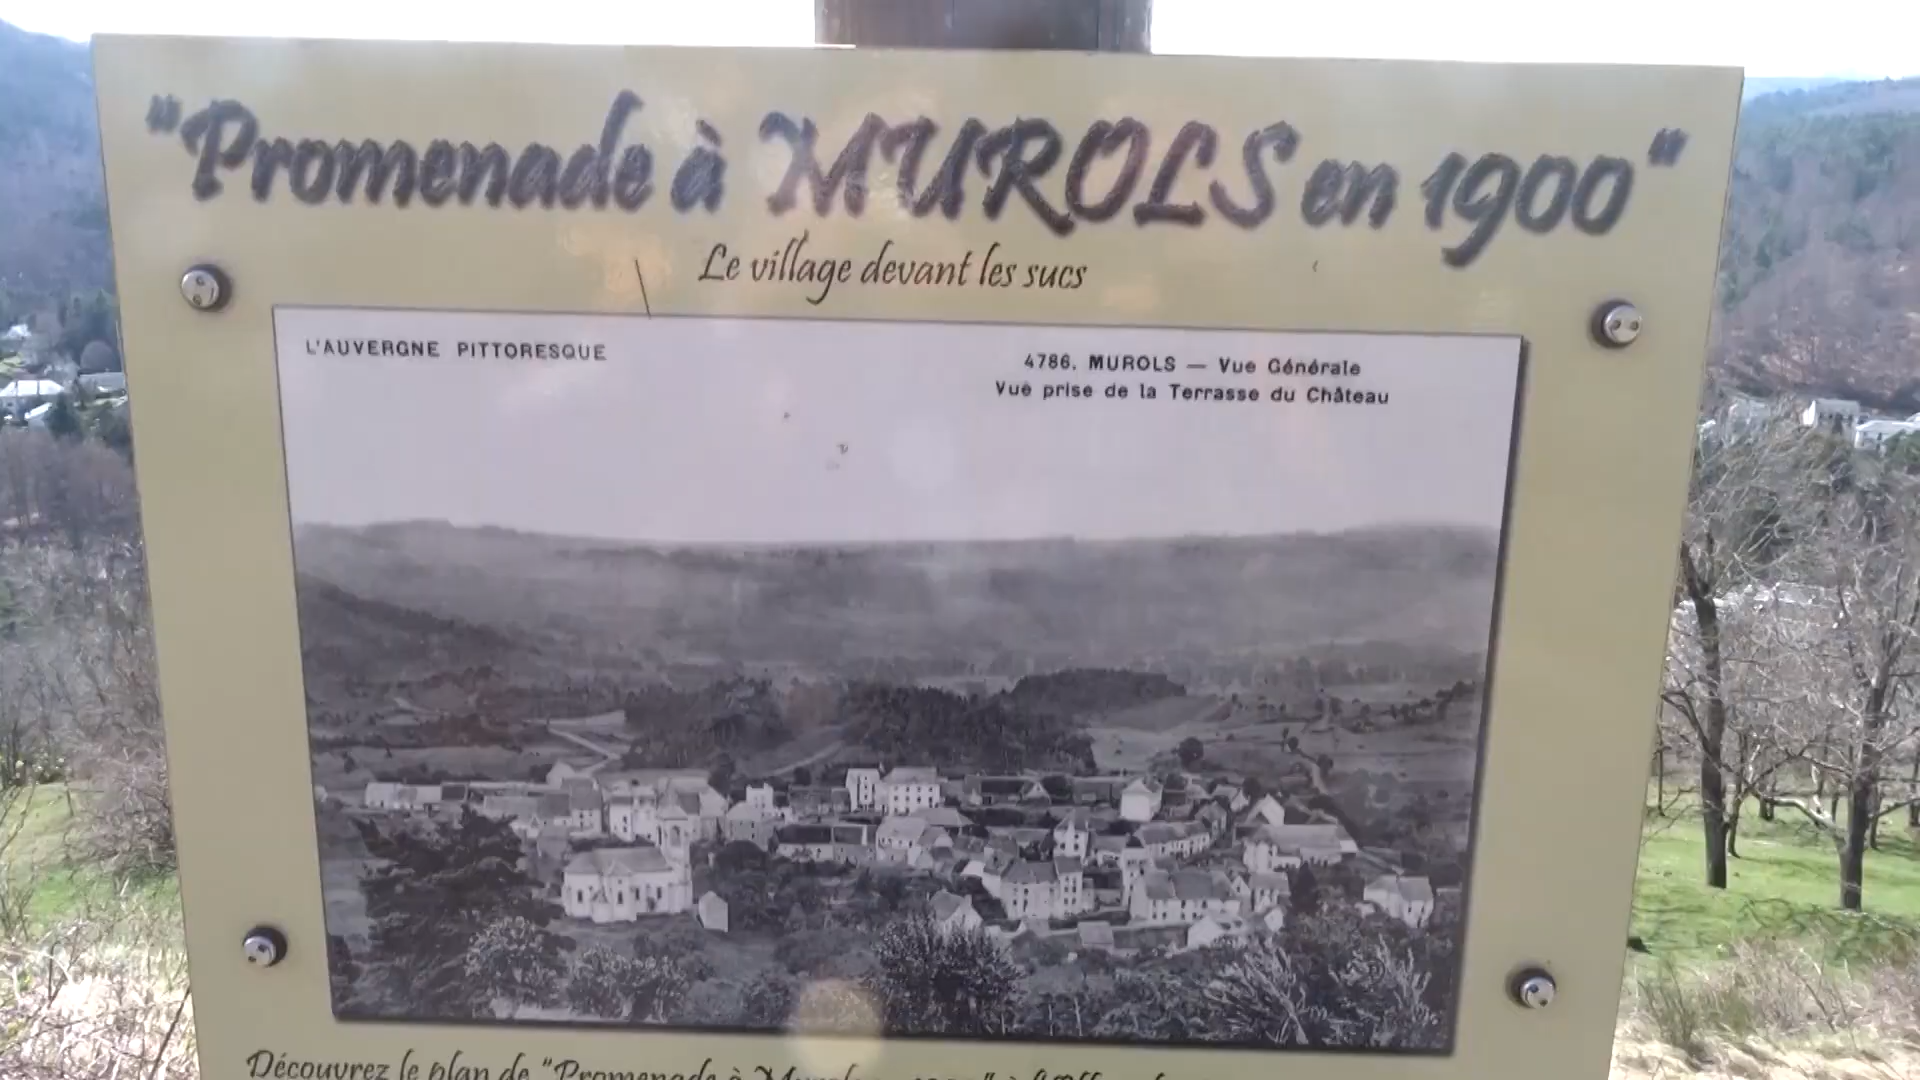 "Promenade à MUROLS en 1900"
Le village devant les sucs
L'AUVERGNE PITTORESQUE
4786. MUROLS — Vue Générale
Vue prise de la Terrasse du Château
Découvrez le plan de "Promenade à